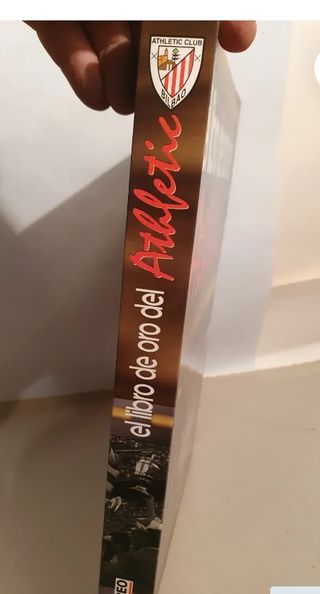 ATHLETIC CLUB
BILBAO
el libro de oro del Athletic